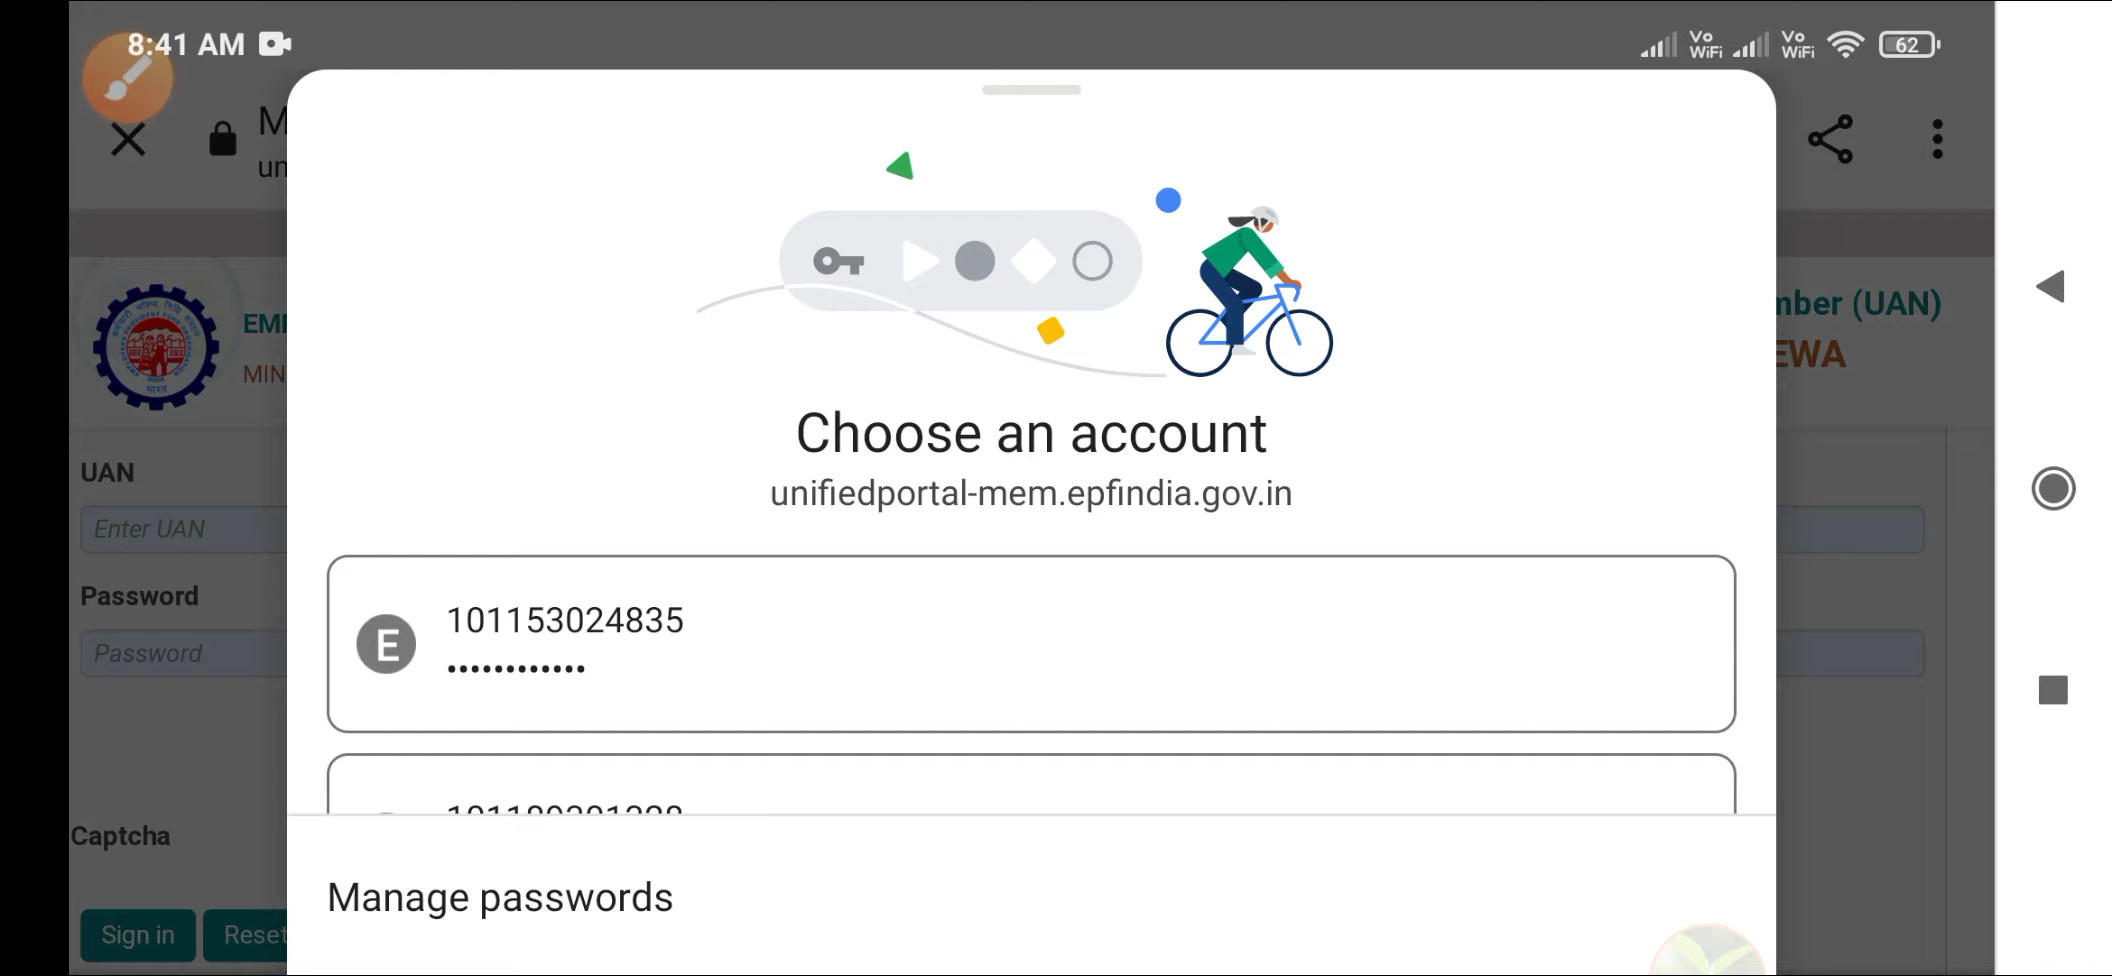 8:41 AM
Vo
WiFi
Vo
WiFi
62
M
un
EM
mber (UAN)
MIN
EWA
Choose an account
unifiedportal-mem.epfindia.gov.in
UAN
Enter UAN
Password
Password
E
101153024835
••••••••••••
Captcha
Manage passwords
Sign in
Reset